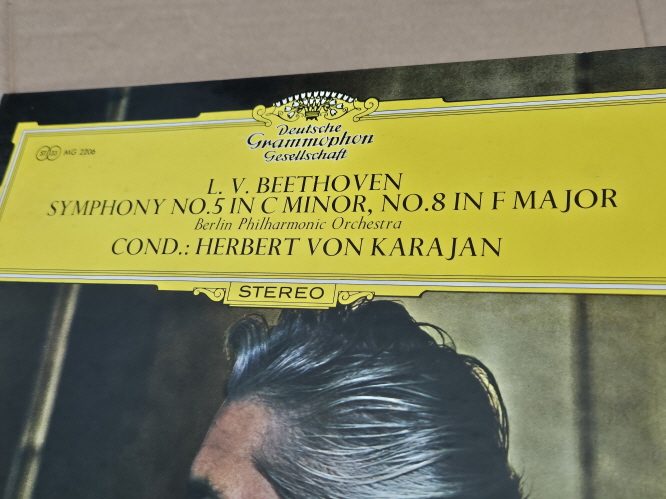 Deutsche
Grammophon
Gesellschaft
MG 2206
L. V. BEETHOVEN
SYMPHONY NO.5 IN C MINOR, NO.8 IN F MAJOR
Berlin Philharmonic Orchestra
COND.: HERBERT VON KARAJAN
STEREO